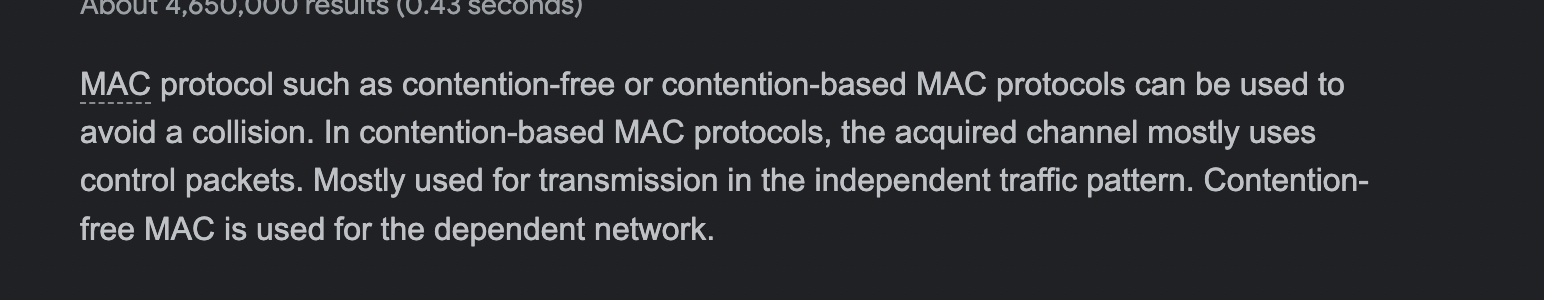 About 4,650,000 results (0.43 seconds)
MAC protocol such as contention-free or contention-based MAC protocols can be used to
avoid a collision. In contention-based MAC protocols, the acquired channel mostly uses
control packets. Mostly used for transmission in the independent traffic pattern. Contention-
free MAC is used for the dependent network.